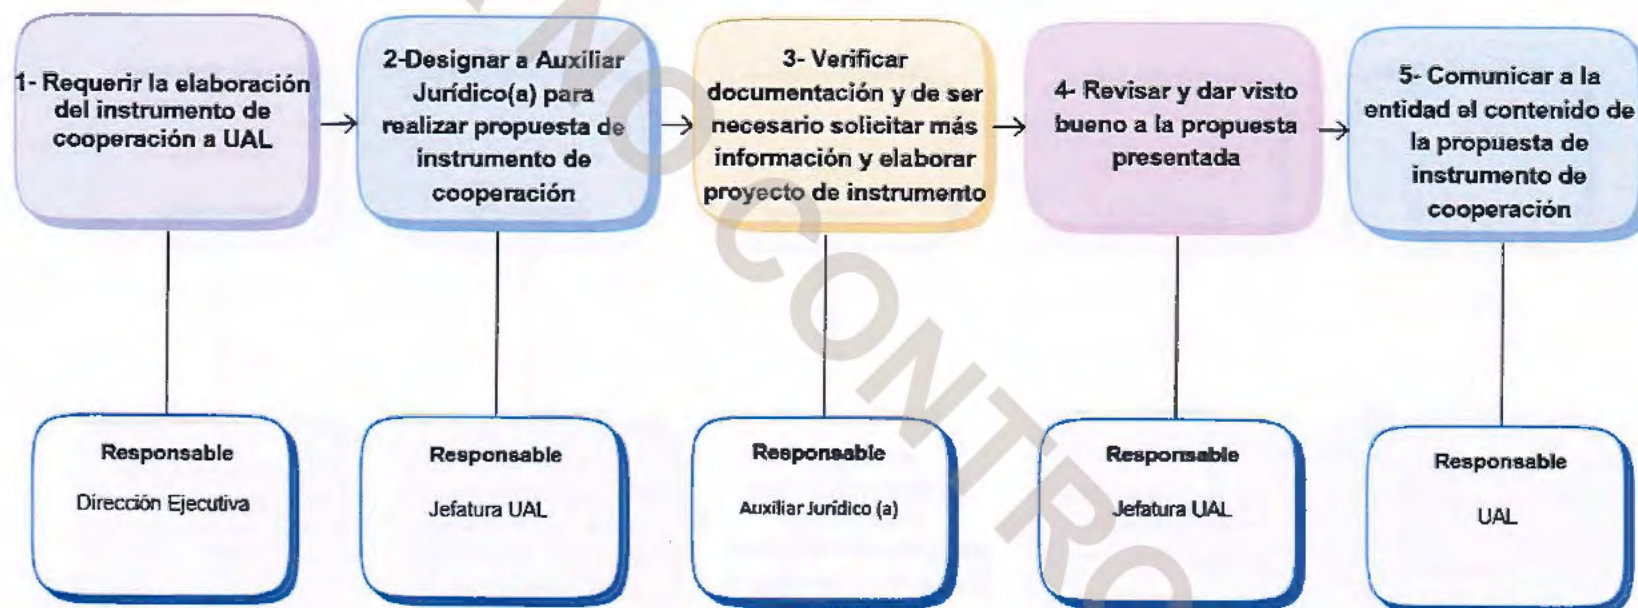 1- Requerir la elaboración
del instrumento de
cooperación a UAL
2-Designar a Auxiliar
Jurídico(a) para
realizar propuesta de
instrumento de
cooperación
3- Verificar
documentación y de ser
necesario solicitar más
información y elaborar
proyecto de instrumento
4- Revisar y dar visto
bueno a la propuesta
presentada
5- Comunicar a la
entidad el contenido de
la propuesta de
instrumento de
cooperación
Responsable
Dirección Ejecutiva
Responsable
Jefatura UAL
Responsable
Auxiliar Jurídico (a)
Responsable
Jefatura UAL
Responsable
UAL
NO CONTRO